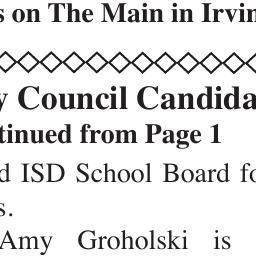 s on The Main in Irvin
y Council Candida
tinued from Page 1
d ISD School Board fo
s.
Amy Groholski is